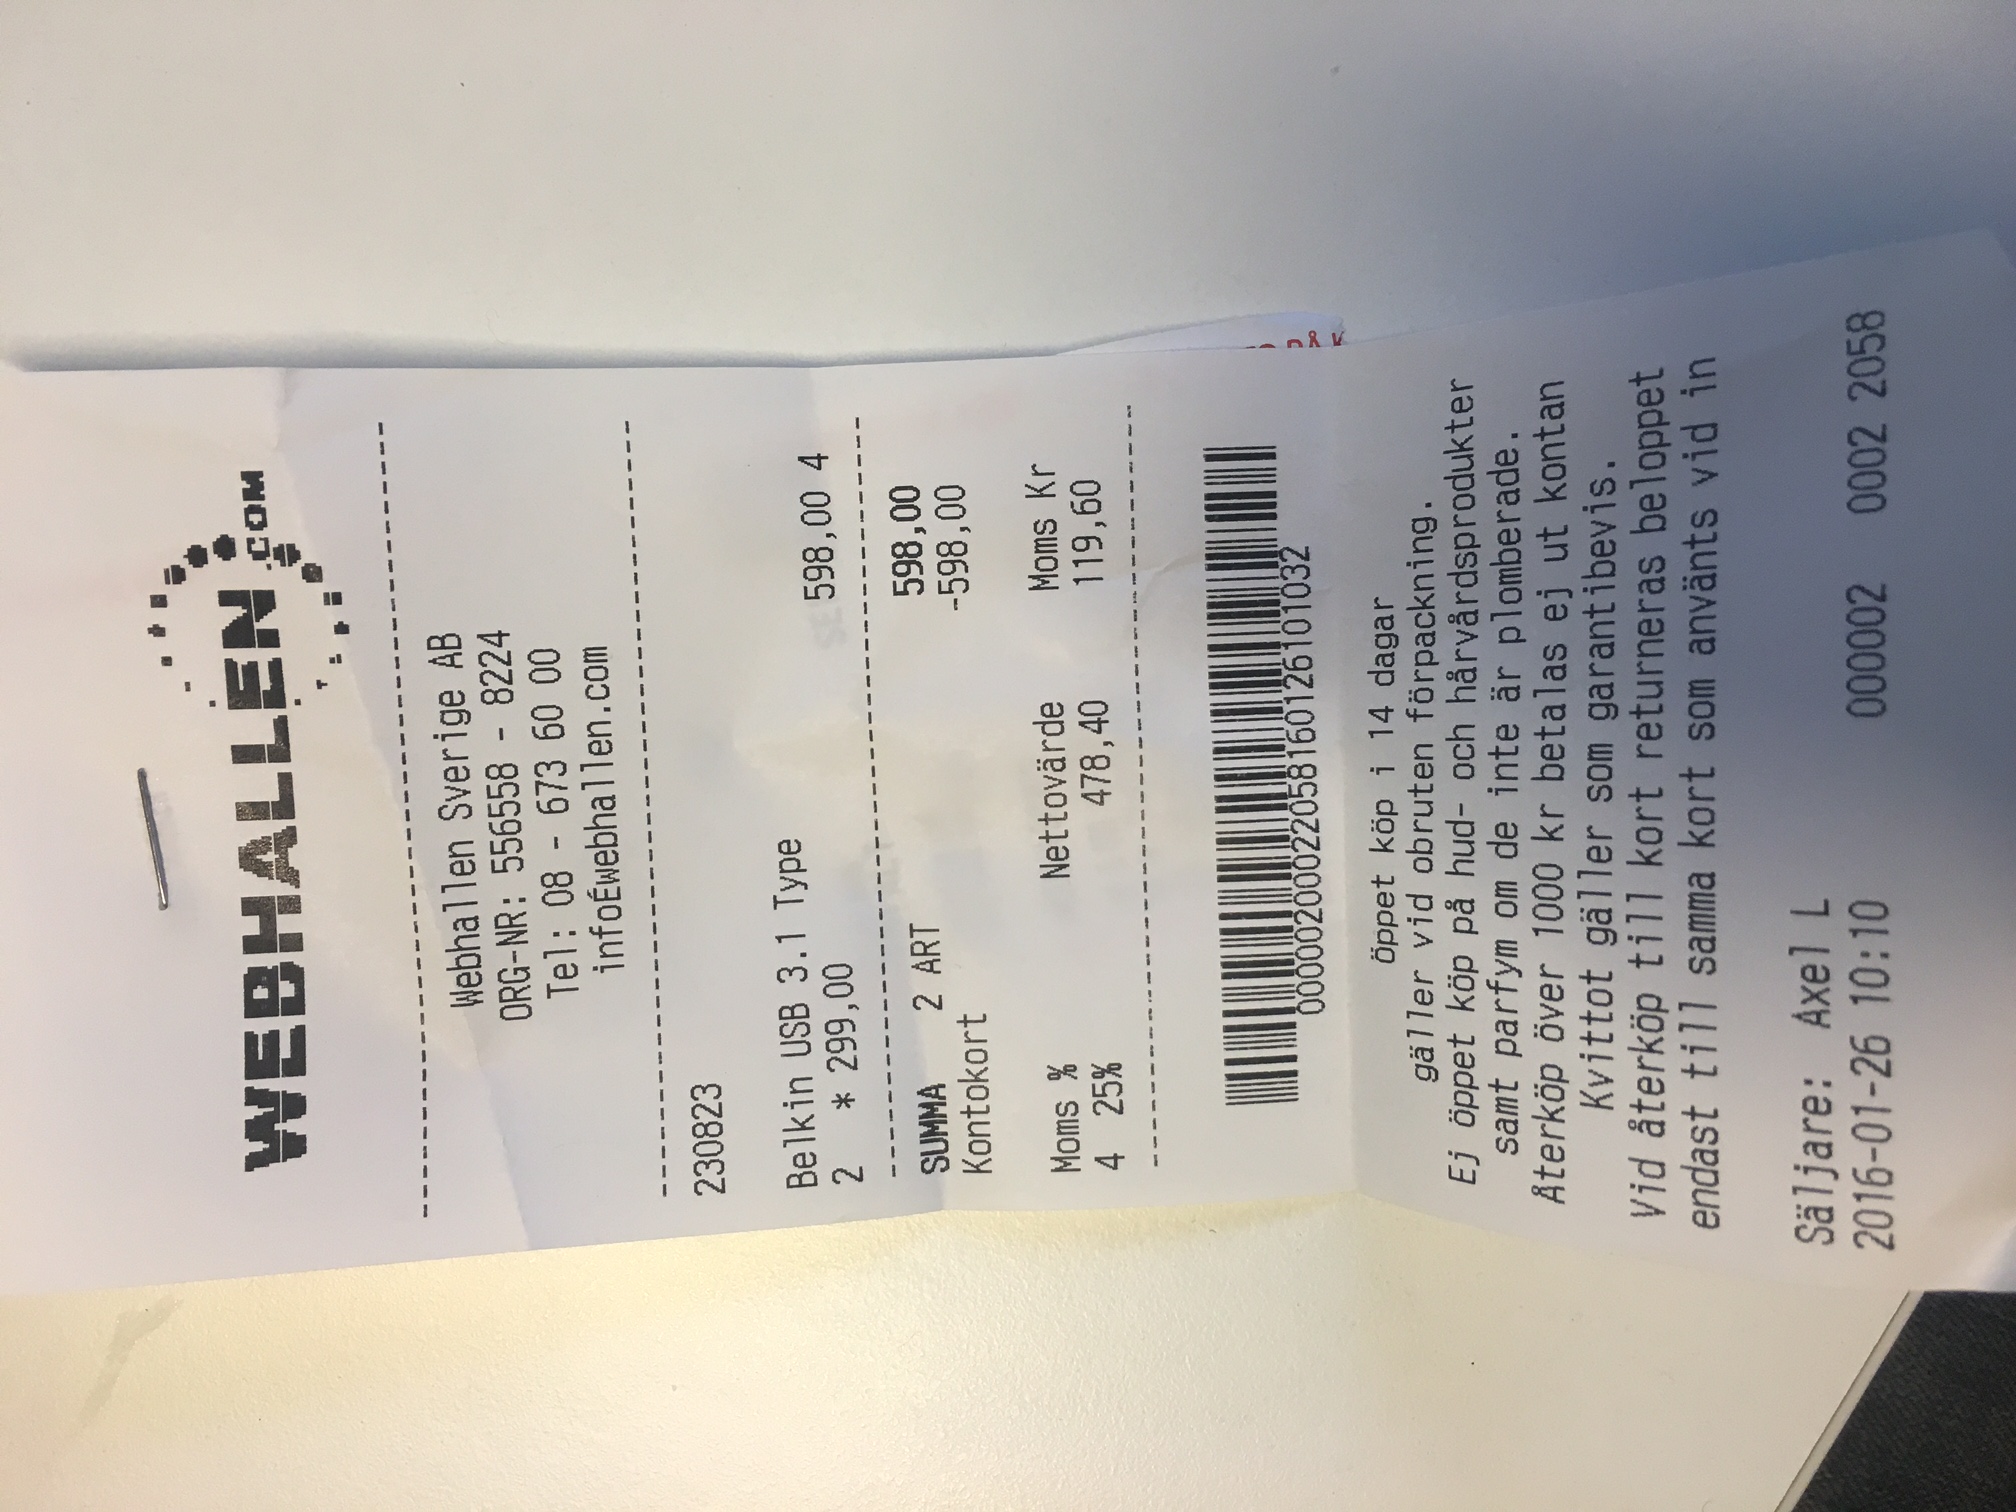 WEBHALLEN.COM
Webhallen Sverige AB
ORG-NR: 556558 - 8224
Tel: 08 - 673 60 00
infoÉwebhallen.com
230823
Belkin USB 3.1 Type
2 * 299,00 598,00 4
SUMMA 2 ART 598,00
Kontokort -598,00
Moms % Nettovärde Moms Kr
4 25% 478,40 119,60
00000200022058160126101032
öppet köp i 14 dagar
gäller vid obruten förpackning.
Ej öppet köp på hud- och hårvårdsprodukter
samt parfym om de inte är plomberade.
Återköp över 1000 kr betalas ej ut kontan
Kvittot gäller som garantibevis.
Vid återköp till kort returneras beloppet
endast till samma kort som använts vid in
Säljare: Axel L
2016-01-26 10:10 000002 0002 2058